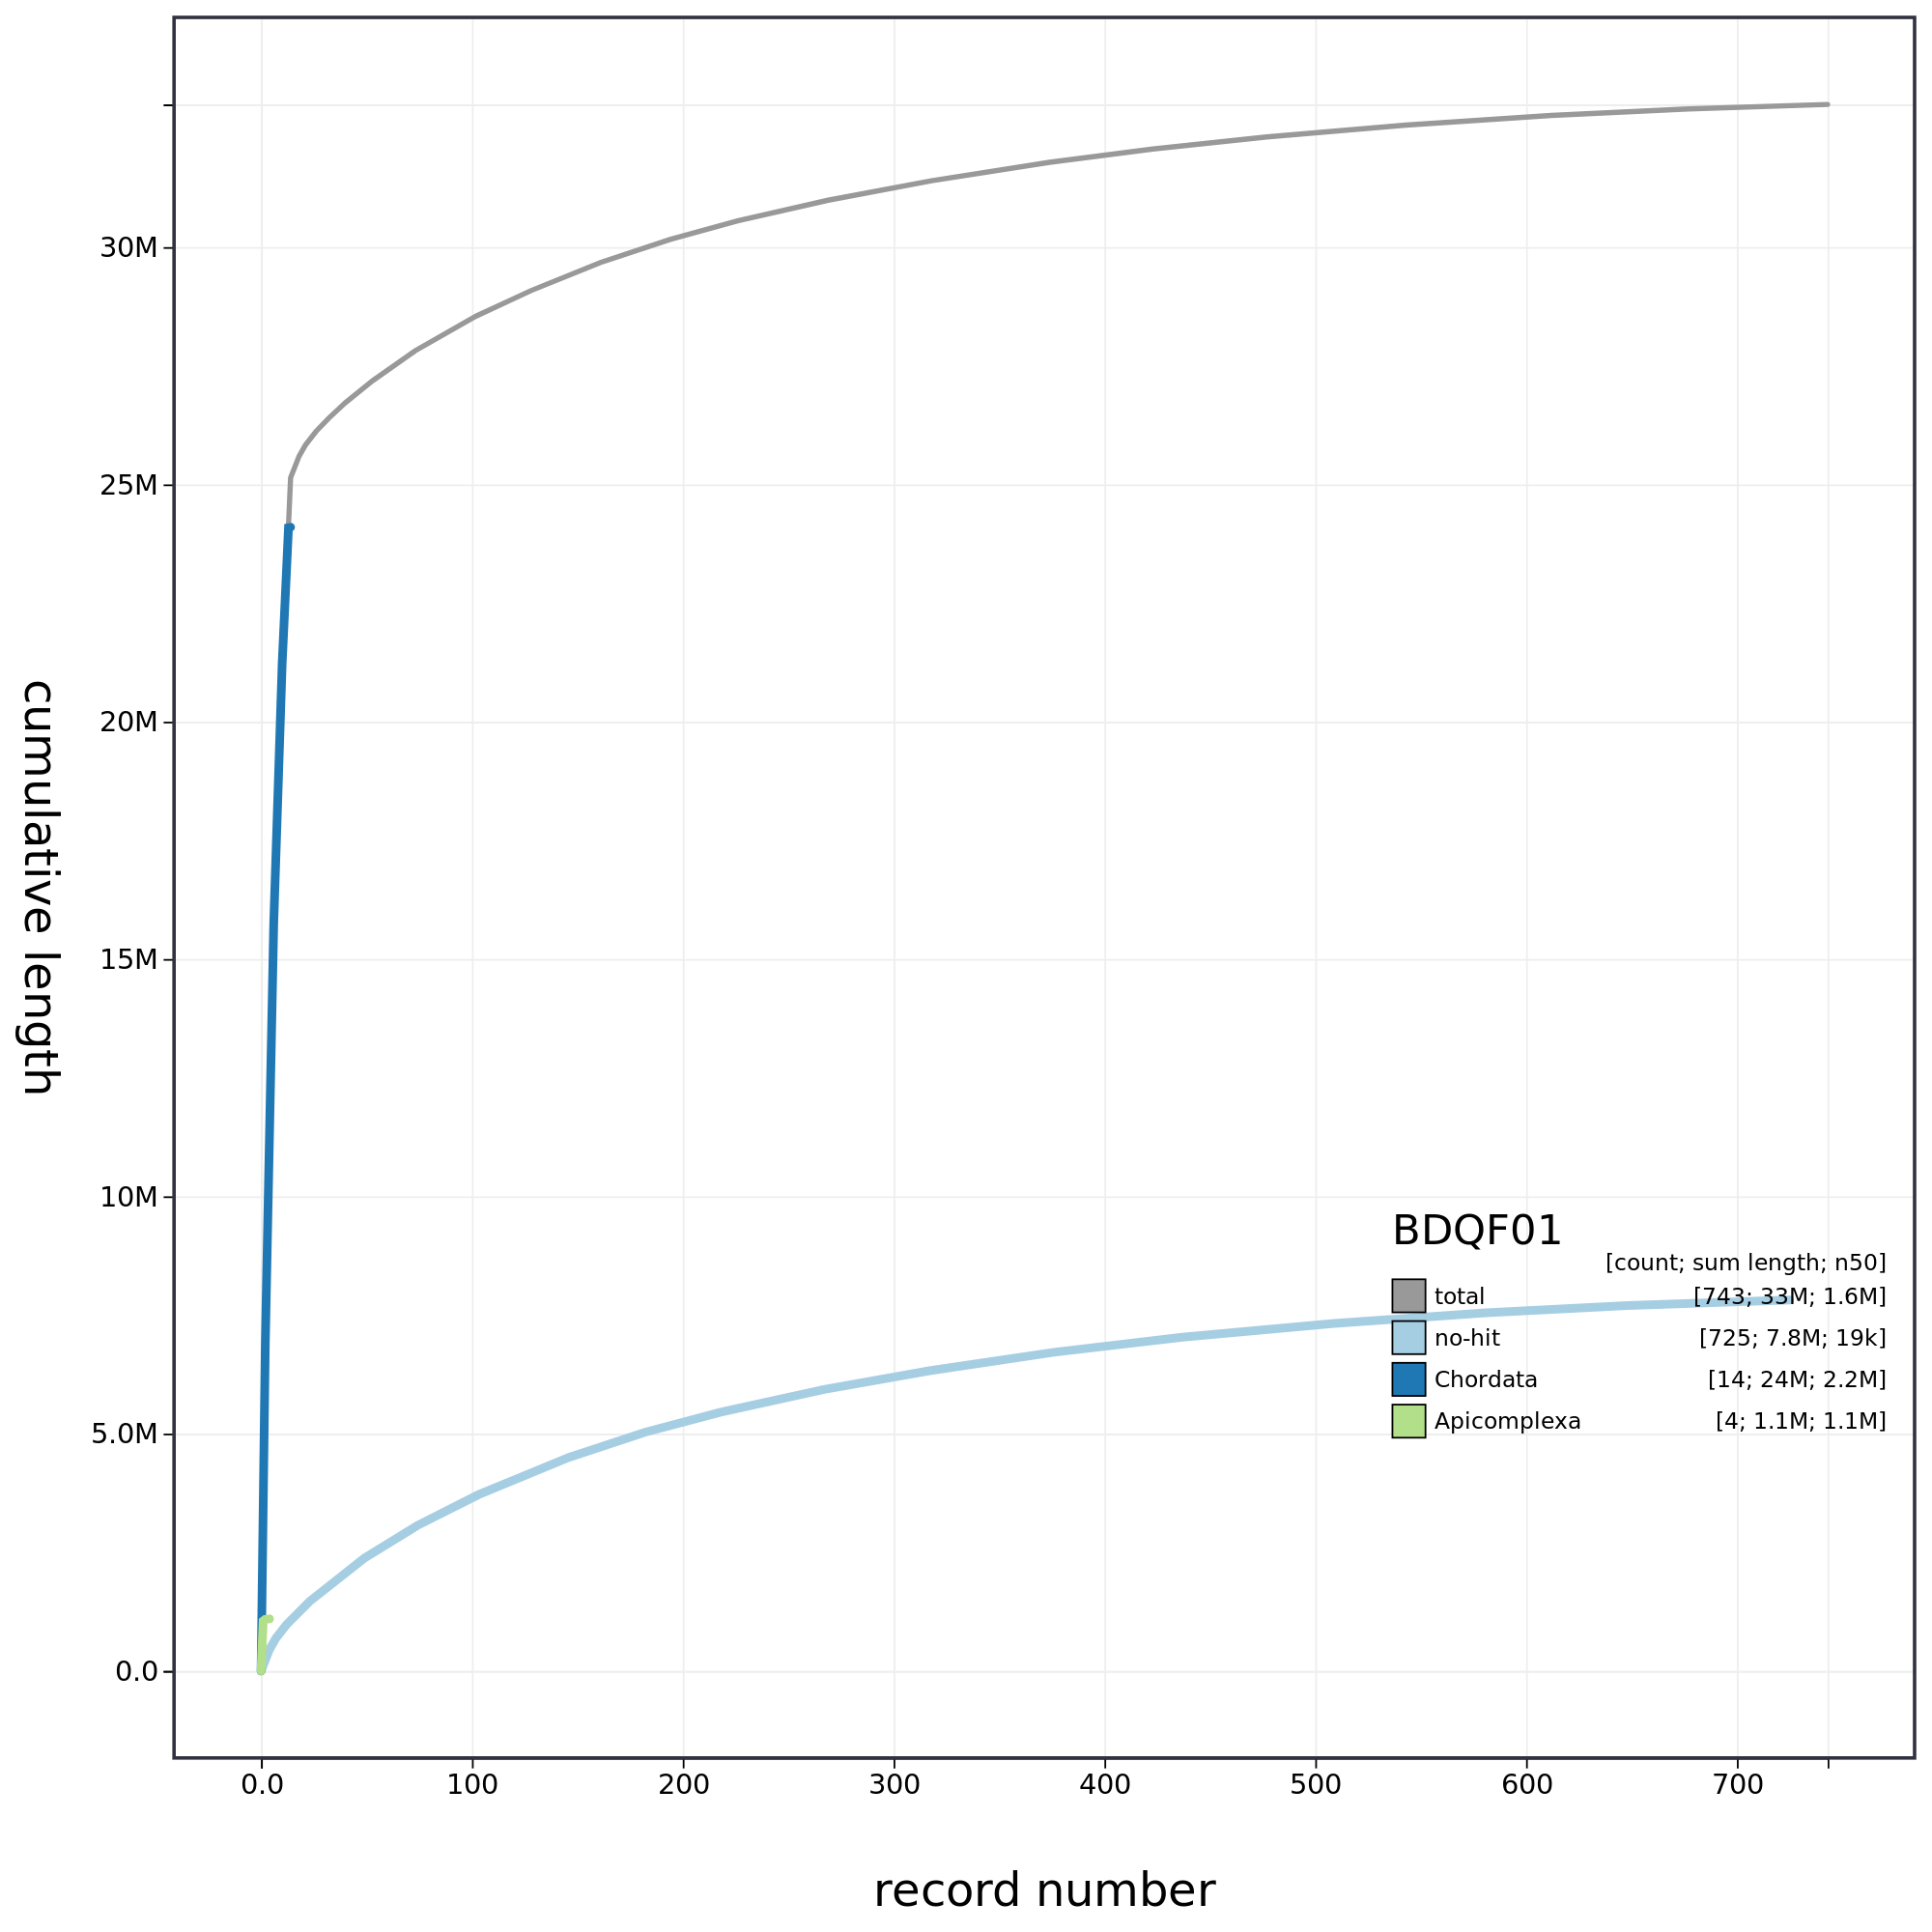 cumulative length
30M
25M
20M
15M
10M
5.0M
0.0
BDQF01
[count; sum length; n50]
total [743; 33M; 1.6M]
no-hit [725; 7.8M; 19k]
Chordata [14; 24M; 2.2M]
Apicomplexa [4; 1.1M; 1.1M]
0.0 100 200 300 400 500 600 700
record number